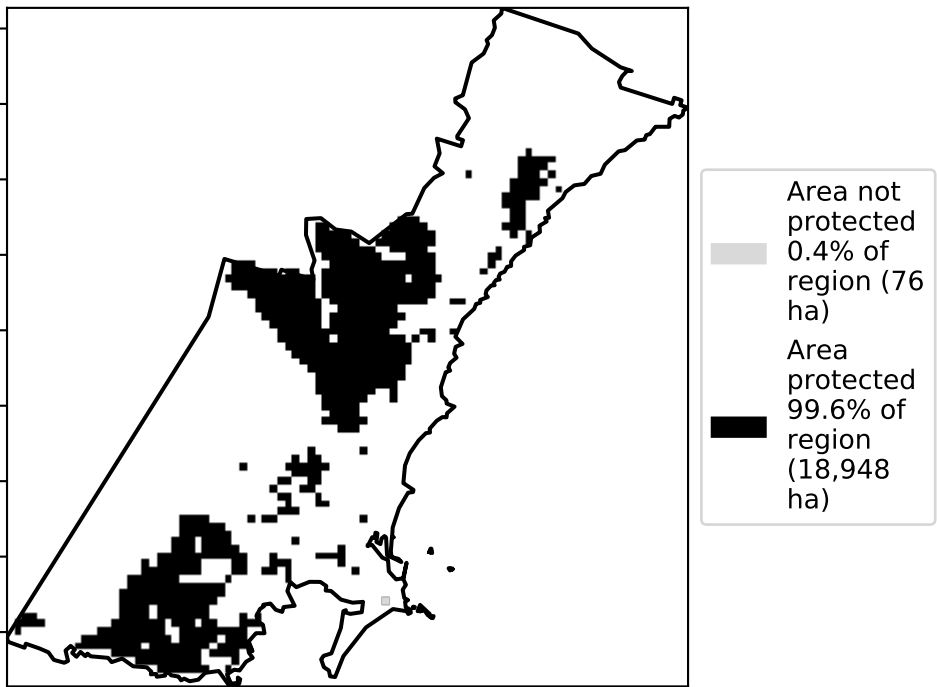 Area not
protected
0.4% of
region (76
ha)
Area
protected
99.6% of
region
(18,948
ha)